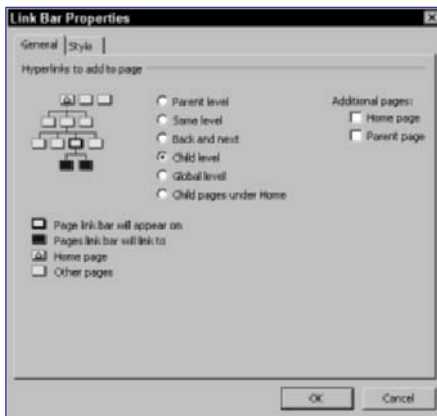 Link Bar Properties
General Style
Hyperlinks to add to page
Parent level
Same level
Back and next
Child level
Global level
Child pages under Home
Additional pages:
Home page
Parent page
Page link bar will appear on
Pages link bar will link to
Home page
Other pages
OK Cancel